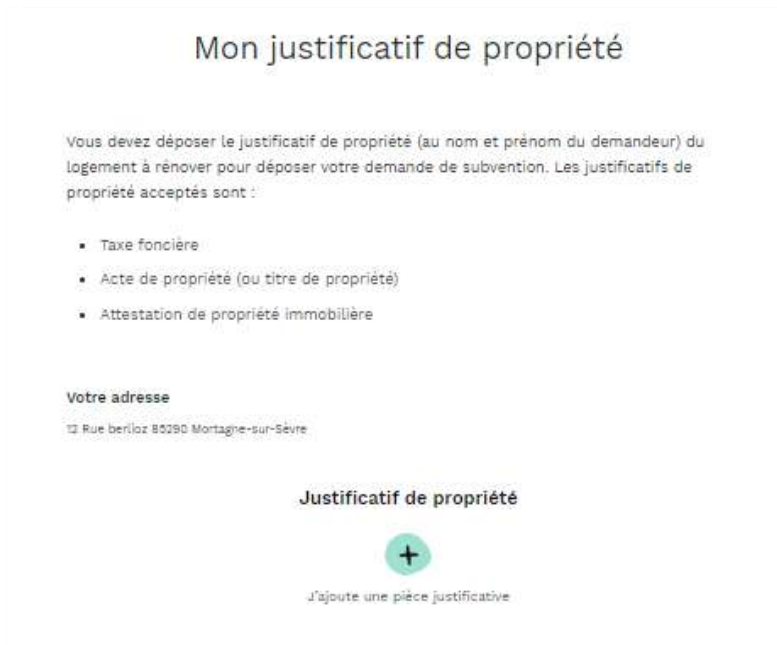 Mon justificatif de propriété
Vous devez déposer le justificatif de propriété (au nom et prénom du demandeur) du
logement à rénover pour déposer votre demande de subvention. Les justificatifs de
propriété acceptés sont :
• Taxe foncière
• Acte de propriété (ou titre de propriété)
• Attestation de propriété immobilière
Votre adresse
12 Rue berlioz 85290 Mortagne-sur-Sèvre
Justificatif de propriété
+
J'ajoute une pièce justificative